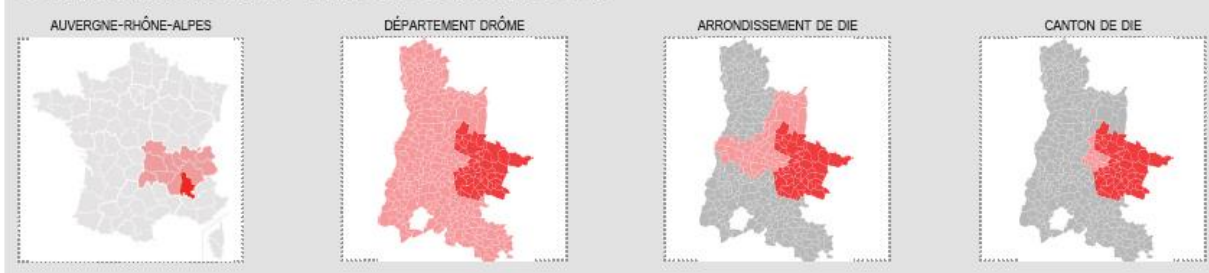 AUVERGNE-RHÔNE-ALPES
DÉPARTEMENT DRÔME
ARRONDISSEMENT DE DIE
CANTON DE DIE